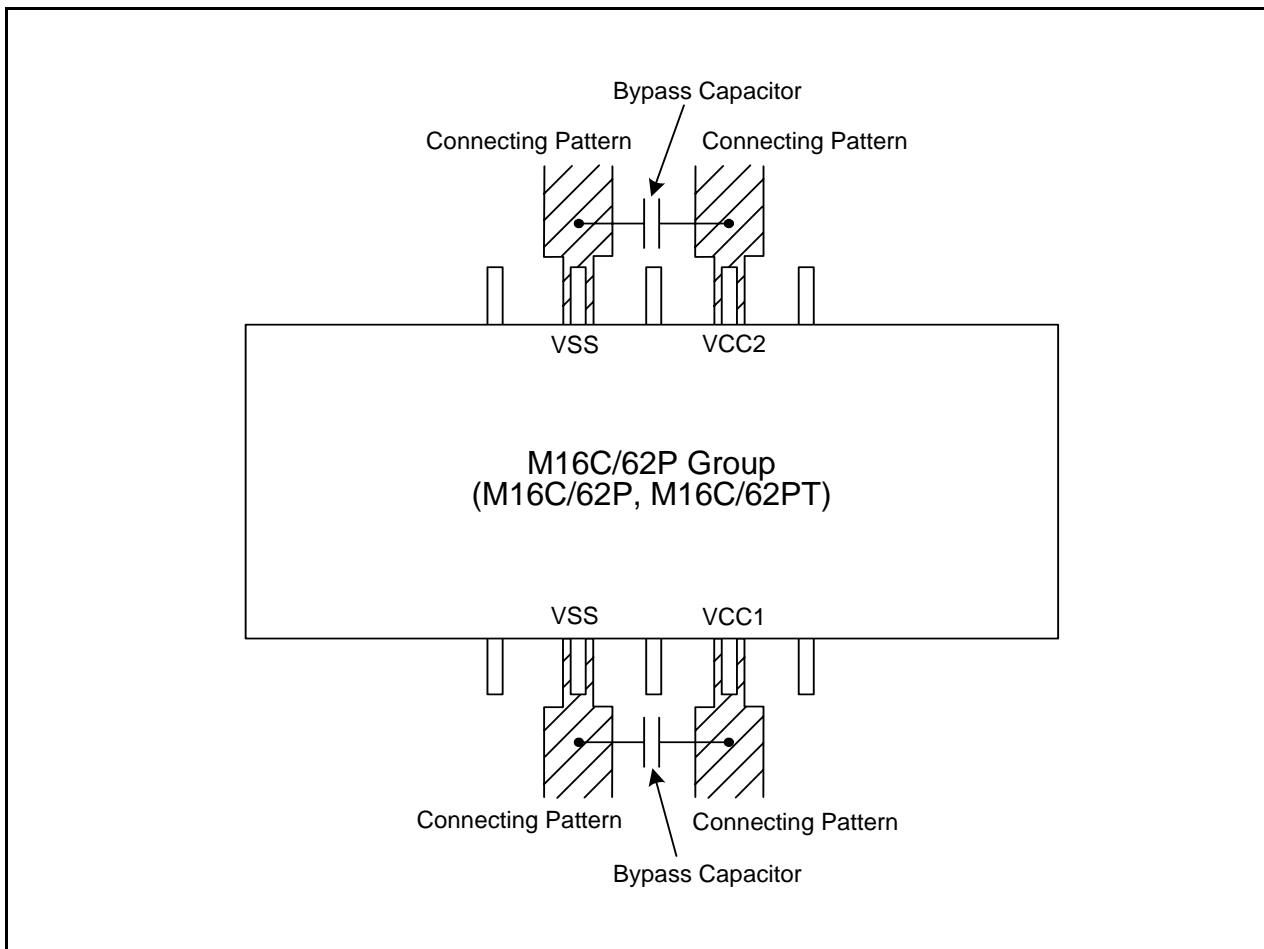 Bypass Capacitor
Connecting Pattern
Connecting Pattern
VSS
VCC2
M16C/62P Group
(M16C/62P, M16C/62PT)
VSS
VCC1
Connecting Pattern
Connecting Pattern
Bypass Capacitor